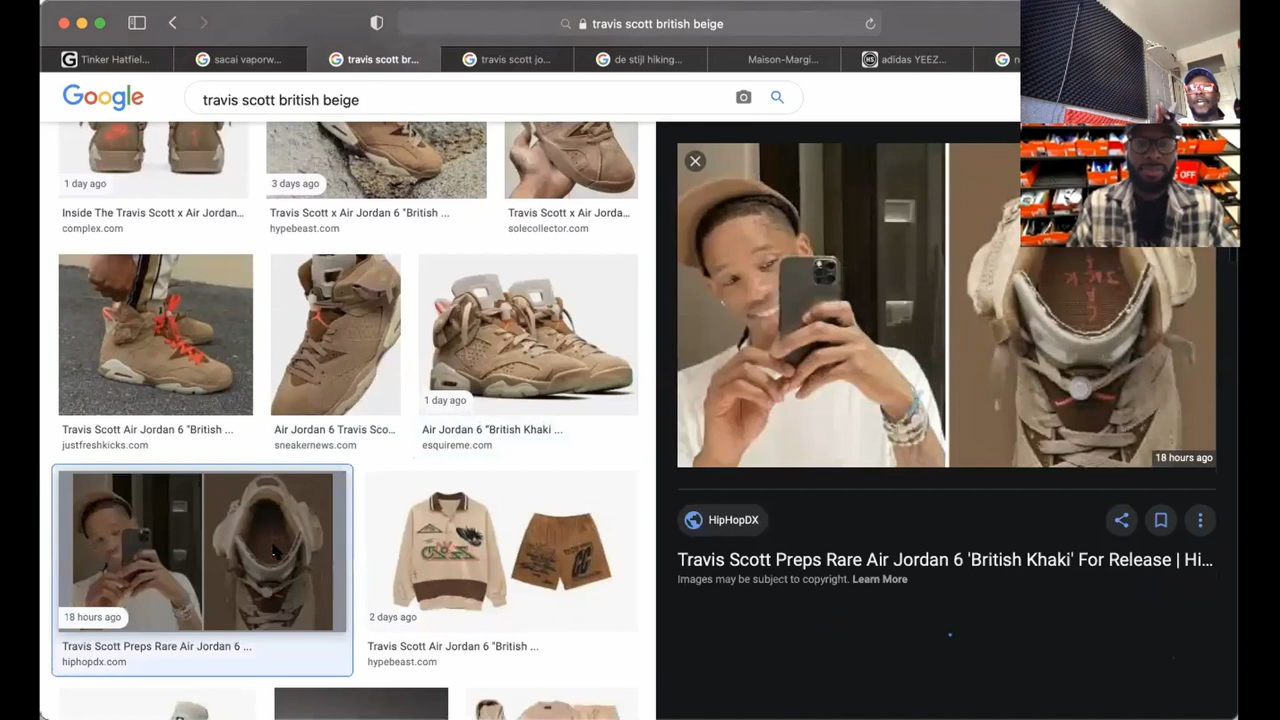 travis scott british beige
Tinker Hatfiel...
sacai vaporw...
travis scott br...
travis scott jo...
de stijl hiking...
Maison-Margi...
adidas YEEZ...
Google
travis scott british beige
1 day ago
3 days ago
Inside The Travis Scott x Air Jordan...
complex.com
Travis Scott x Air Jordan 6 "British ...
hypebeast.com
Travis Scott x Air Jorda...
solecollector.com
1 day ago
Travis Scott Air Jordan 6 "British ...
justfreshkicks.com
Air Jordan 6 Travis Sco...
sneakernews.com
Air Jordan 6 "British Khaki ...
esquireme.com
18 hours ago
Travis Scott Preps Rare Air Jordan 6 ...
hiphopdx.com
2 days ago
Travis Scott Air Jordan 6 "British ...
hypebeast.com
OFF
18 hours ago
HipHopDX
Travis Scott Preps Rare Air Jordan 6 'British Khaki' For Release | Hi...
Images may be subject to copyright. Learn More